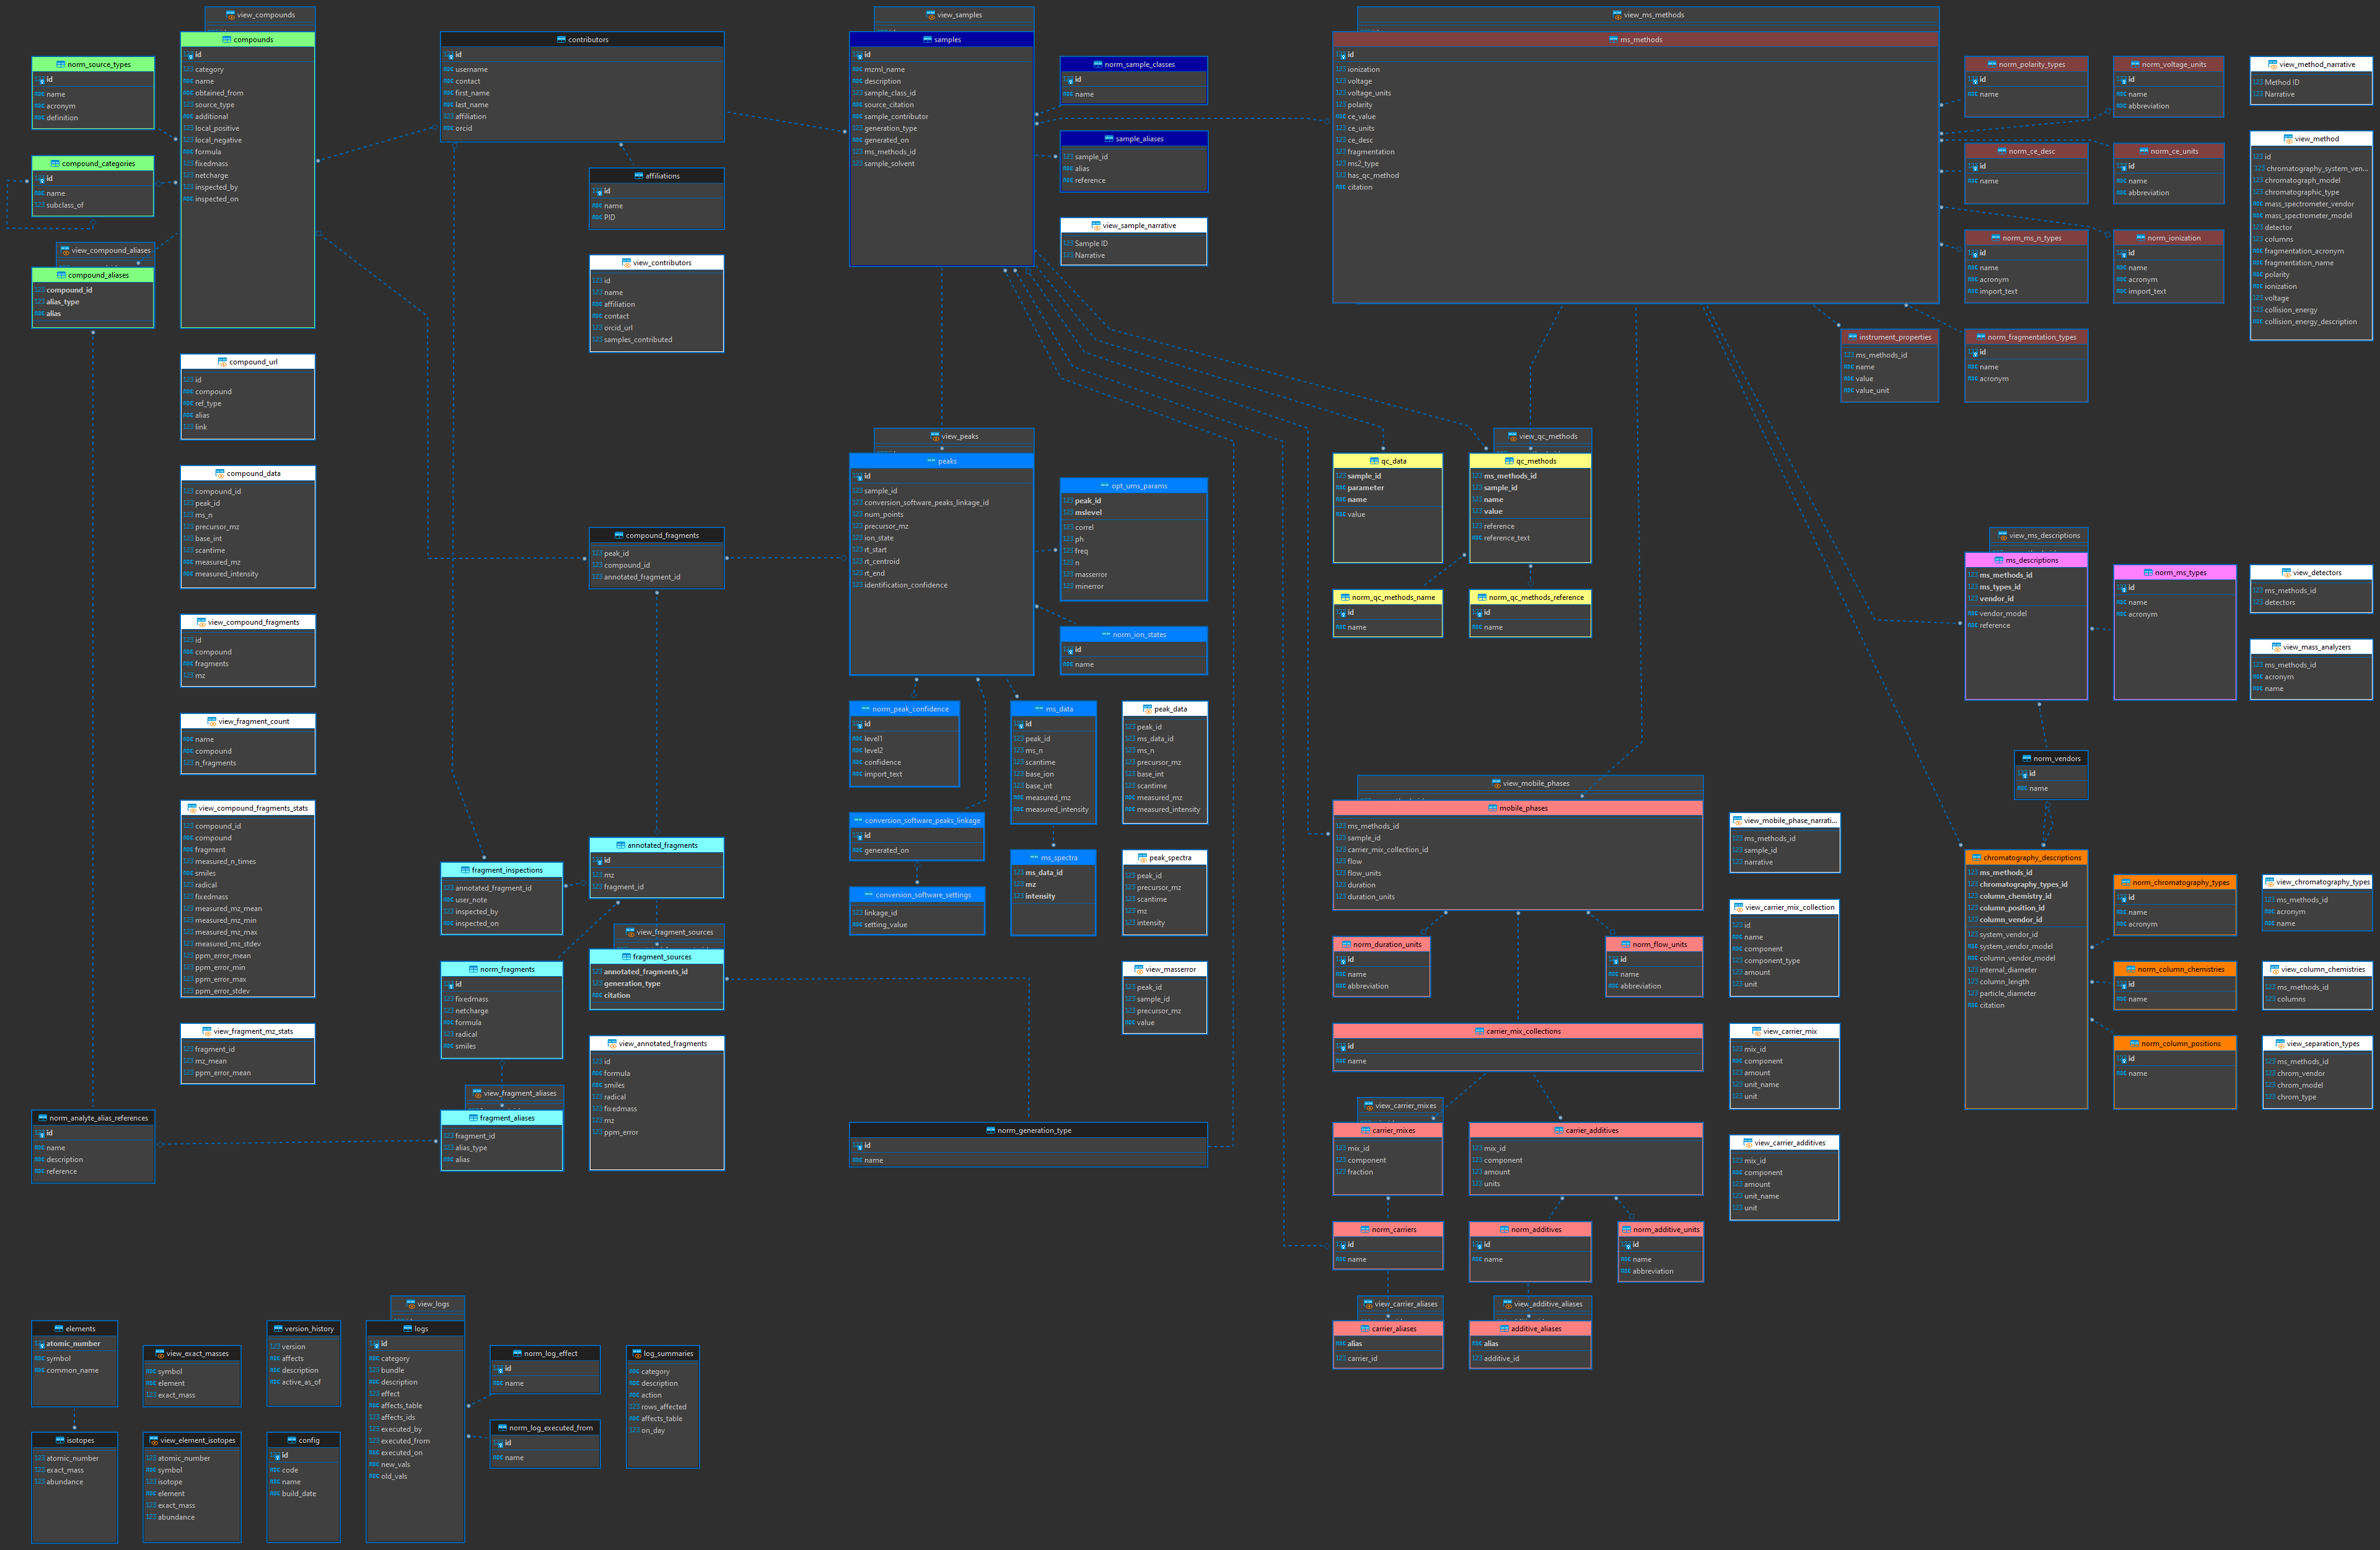 view_compounds
compounds
id
category
name
obtained_from
source_type
additional
local_positive
local_negative
formula
fixedmass
netcharge
inspected_by
inspected_on
norm_source_types
id
name
acronym
definition
compound_categories
id
name
subclass_of
view_compound_aliases
compound_aliases
compound_id
alias_type
alias
contributors
id
username
contact
first_name
last_name
affiliation
orcid
affiliations
id
name
PID
view_contributors
id
name
affiliation
contact
orcid_url
samples_contributed
view_samples
samples
id
mzml_name
description
sample_class_id
source_citation
sample_contributor
generation_type
generated_on
ms_methods_id
sample_solvent
norm_sample_classes
id
name
sample_aliases
sample_id
alias
reference
view_sample_narrative
Sample ID
Narrative
view_ms_methods
ms_methods
id
ionization
voltage
voltage_units
polarity
ce_value
ce_units
ce_desc
fragmentation
ms2_type
has_qc_method
citation
norm_polarity_types
id
name
norm_voltage_units
id
name
abbreviation
norm_ce_desc
id
name
norm_ce_units
id
name
abbreviation
norm_ms_n_types
id
name
acronym
import_text
norm_ionization
id
name
acronym
import_text
instrument_properties
ms_methods_id
name
value
value_unit
norm_fragmentation_types
id
name
acronym
view_method_narrative
Method ID
Narrative
view_method
id
chromatography_system_ven...
chromatograph_model
chromatographic_type
mass_spectrometer_vendor
mass_spectrometer_model
detector
columns
fragmentation_acronym
fragmentation_name
polarity
ionization
voltage
collision_energy
collision_energy_description
compound_url
id
compound
ref_type
alias
link
compound_data
compound_id
peak_id
ms_n
precursor_mz
base_int
scantime
measured_mz
measured_intensity
view_compound_fragments
id
compound
fragments
mz
view_fragment_count
name
compound
n_fragments
view_compound_fragments_stats
compound_id
compound
fragment
measured_n_times
smiles
radical
fixedmass
measured_mz_mean
measured_mz_min
measured_mz_max
measured_mz_stdev
ppm_error_mean
ppm_error_min
ppm_error_max
ppm_error_stdev
view_fragment_mz_stats
fragment_id
mz_mean
ppm_error_mean
norm_analyte_alias_references
id
name
description
reference
compound_fragments
peak_id
compound_id
annotated_fragment_id
annotated_fragments
id
mz
fragment_id
fragment_inspections
annotated_fragment_id
user_note
inspected_by
inspected_on
view_fragment_sources
fragment_sources
annotated_fragments_id
generation_type
citation
norm_fragments
id
fixedmass
netcharge
formula
radical
smiles
view_annotated_fragments
id
formula
smiles
radical
fixedmass
mz
ppm_error
view_fragment_aliases
fragment_aliases
fragment_id
alias_type
alias
view_peaks
peaks
id
sample_id
conversion_software_peaks_linkage_id
num_points
precursor_mz
ion_state
rt_start
rt_centroid
rt_end
identification_confidence
opt_ums_params
peak_id
mslevel
correl
ph
freq
n
masserror
minerror
norm_ion_states
id
name
norm_peak_confidence
id
level1
level2
confidence
import_text
ms_data
id
peak_id
ms_n
scantime
base_ion
base_int
measured_mz
measured_intensity
peak_data
peak_id
ms_data_id
ms_n
precursor_mz
base_int
scantime
measured_mz
measured_intensity
conversion_software_peaks_linkage
id
generated_on
conversion_software_settings
linkage_id
setting_value
ms_spectra
ms_data_id
mz
intensity
peak_spectra
peak_id
precursor_mz
scantime
mz
intensity
view_masserror
peak_id
sample_id
precursor_mz
value
norm_generation_type
id
name
qc_data
sample_id
parameter
name
value
view_qc_methods
qc_methods
ms_methods_id
sample_id
name
value
reference
reference_text
norm_qc_methods_name
id
name
norm_qc_methods_reference
id
name
view_mobile_phases
mobile_phases
ms_methods_id
sample_id
carrier_mix_collection_id
flow
flow_units
duration
duration_units
norm_duration_units
id
name
abbreviation
norm_flow_units
id
name
abbreviation
carrier_mix_collections
id
name
view_carrier_mixes
carrier_mixes
mix_id
component
fraction
carrier_additives
mix_id
component
amount
units
norm_carriers
id
name
norm_additives
id
name
norm_additive_units
id
name
abbreviation
view_carrier_aliases
carrier_aliases
alias
carrier_id
view_additive_aliases
additive_aliases
alias
additive_id
view_mobile_phase_narrati...
ms_methods_id
sample_id
narrative
view_carrier_mix_collection
id
name
component
component_type
amount
unit
view_carrier_mix
mix_id
component
amount
unit_name
unit
view_carrier_additives
mix_id
component
amount
unit_name
unit
view_ms_descriptions
ms_descriptions
ms_methods_id
ms_types_id
vendor_id
vendor_model
reference
norm_ms_types
id
name
acronym
view_detectors
ms_methods_id
detectors
view_mass_analyzers
ms_methods_id
acronym
name
norm_vendors
id
name
chromatography_descriptions
ms_methods_id
chromatography_types_id
column_chemistry_id
column_position_id
column_vendor_id
system_vendor_id
system_vendor_model
column_vendor_model
internal_diameter
column_length
particle_diameter
citation
norm_chromatography_types
id
name
acronym
norm_column_chemistries
id
name
norm_column_positions
id
name
view_chromatography_types
ms_methods_id
acronym
name
view_column_chemistries
ms_methods_id
columns
view_separation_types
ms_methods_id
chrom_vendor
chrom_model
chrom_type
elements
atomic_number
symbol
common_name
isotopes
atomic_number
exact_mass
abundance
view_exact_masses
symbol
element
exact_mass
view_element_isotopes
atomic_number
symbol
isotope
element
exact_mass
abundance
version_history
version
affects
description
active_as_of
config
id
code
name
build_date
view_logs
logs
id
category
bundle
description
effect
affects_table
affects_ids
executed_by
executed_from
executed_on
new_vals
old_vals
norm_log_effect
id
name
norm_log_executed_from
id
name
log_summaries
category
description
action
rows_affected
affects_table
on_day